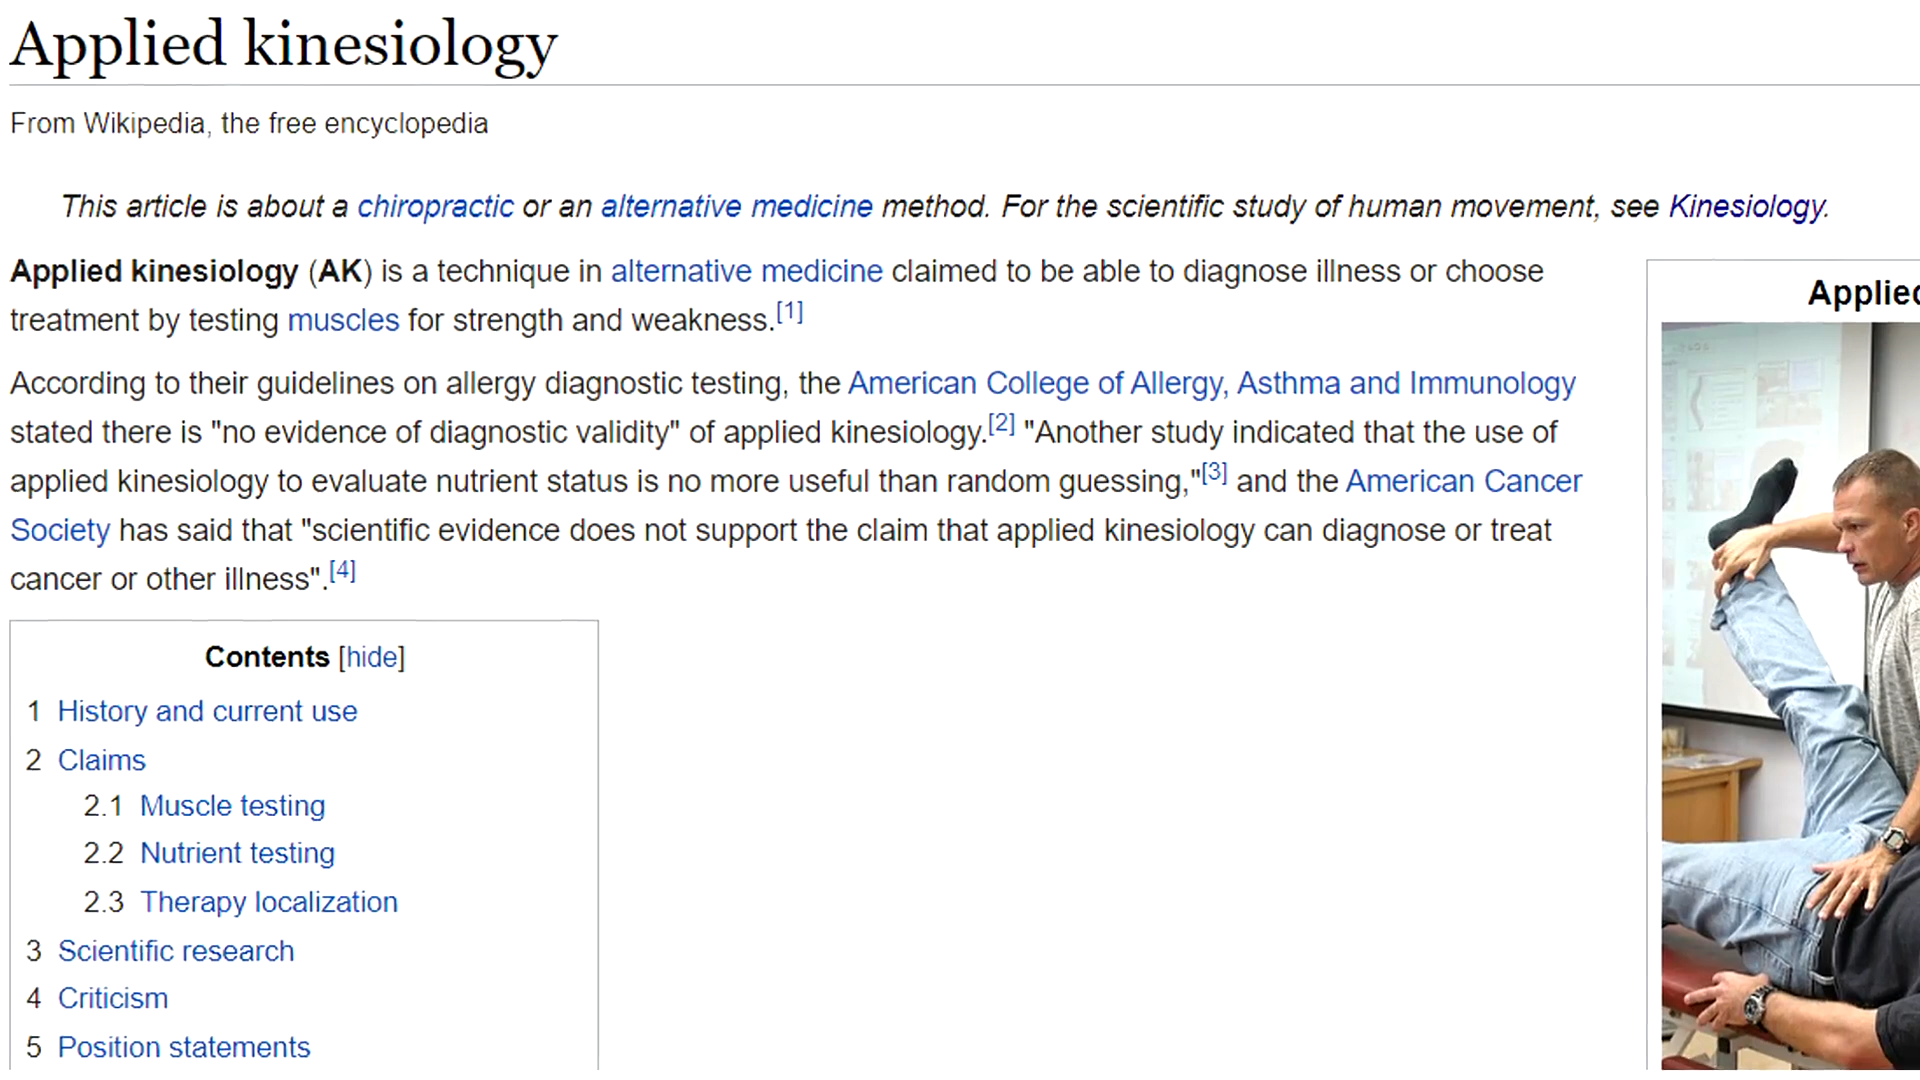 Applied kinesiology
From Wikipedia, the free encyclopedia
This article is about a chiropractic or an alternative medicine method. For the scientific study of human movement, see Kinesiology.
Applied kinesiology (AK) is a technique in alternative medicine claimed to be able to diagnose illness or choose
treatment by testing muscles for strength and weakness.[1]
According to their guidelines on allergy diagnostic testing, the American College of Allergy, Asthma and Immunology
stated there is "no evidence of diagnostic validity" of applied kinesiology.[2] "Another study indicated that the use of
applied kinesiology to evaluate nutrient status is no more useful than random guessing,"[3] and the American Cancer
Society has said that "scientific evidence does not support the claim that applied kinesiology can diagnose or treat
cancer or other illness".[4]
Contents [hide]
1 History and current use
2 Claims
2.1 Muscle testing
2.2 Nutrient testing
2.3 Therapy localization
3 Scientific research
4 Criticism
5 Position statements
Applied